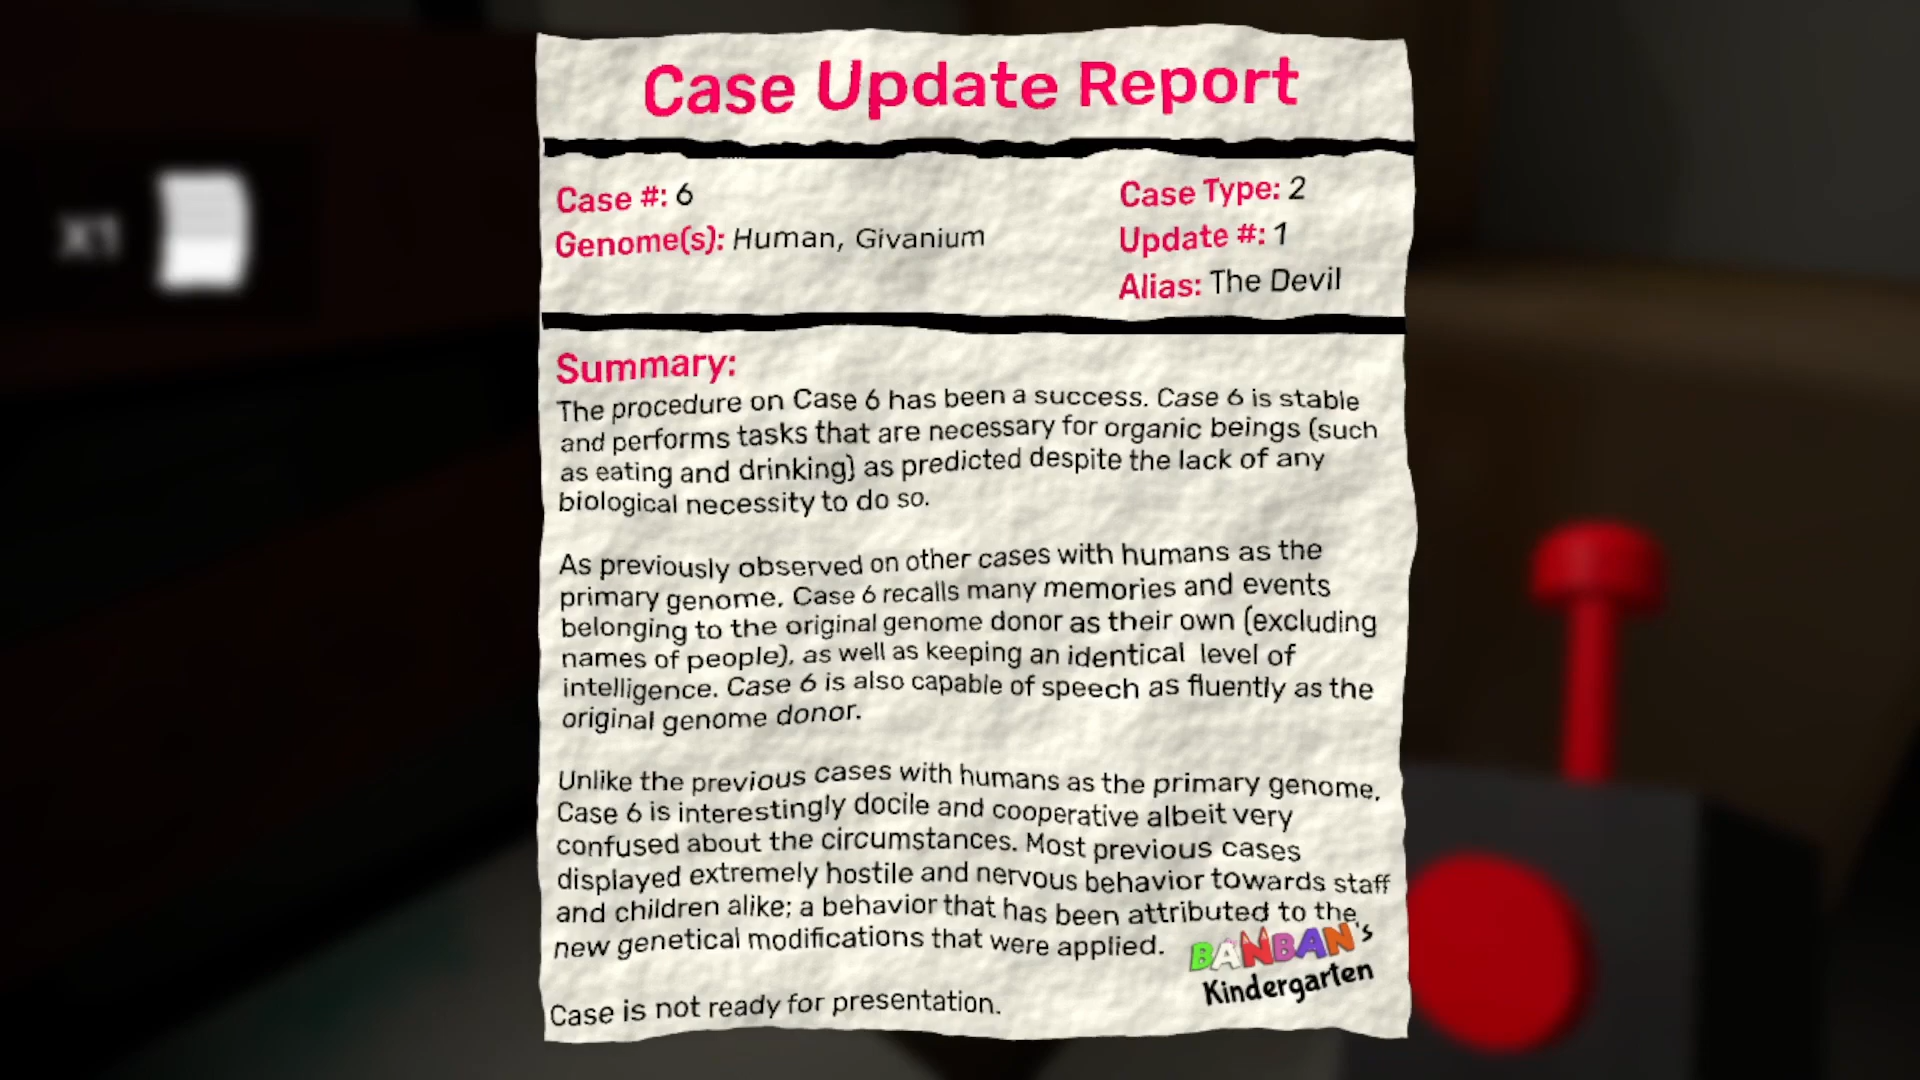 Case Update Report
X1
Case #: 6
Case Type: 2
Genome(s): Human, Givanium
Update #: 1
Alias: The Devil
Summary:
The procedure on Case 6 has been a success. Case 6 is stable
and performs tasks that are necessary for organic beings (such
as eating and drinking) as predicted despite the lack of any
biological necessity to do so.
As previously observed on other cases with humans as the
primary genome, Case 6 recalls many memories and events
belonging to the original genome donor as their own (excluding
names of people), as well as keeping an identical level of
intelligence. Case 6 is also capable of speech as fluently as the
original genome donor.
Unlike the previous cases with humans as the primary genome,
Case 6 is interestingly docile and cooperative albeit very
confused about the circumstances. Most previous cases
displayed extremely hostile and nervous behavior towards staff
and children alike; a behavior that has been attributed to the
new genetical modifications that were applied.
BANBAN's
Kindergarten
Case is not ready for presentation.